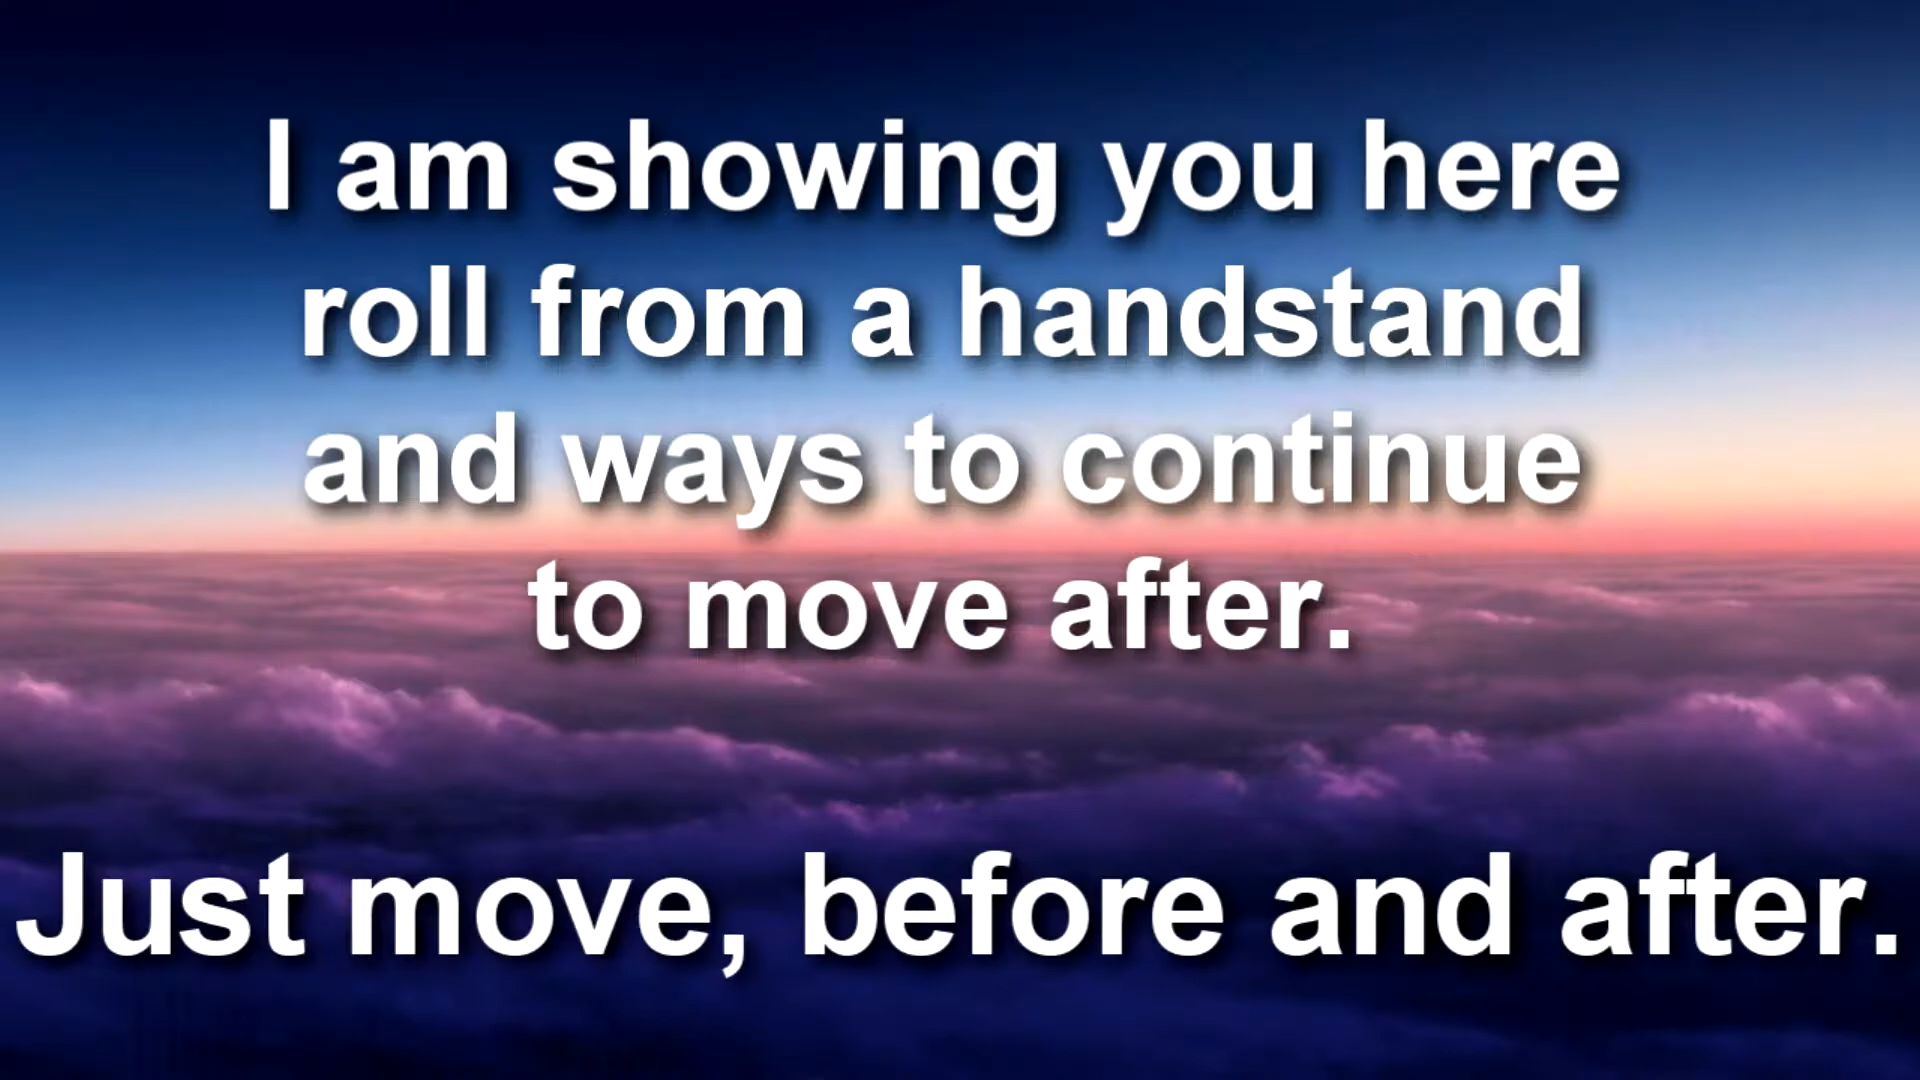 I am showing you here
roll from a handstand
and ways to continue
to move after.
Just move, before and after.